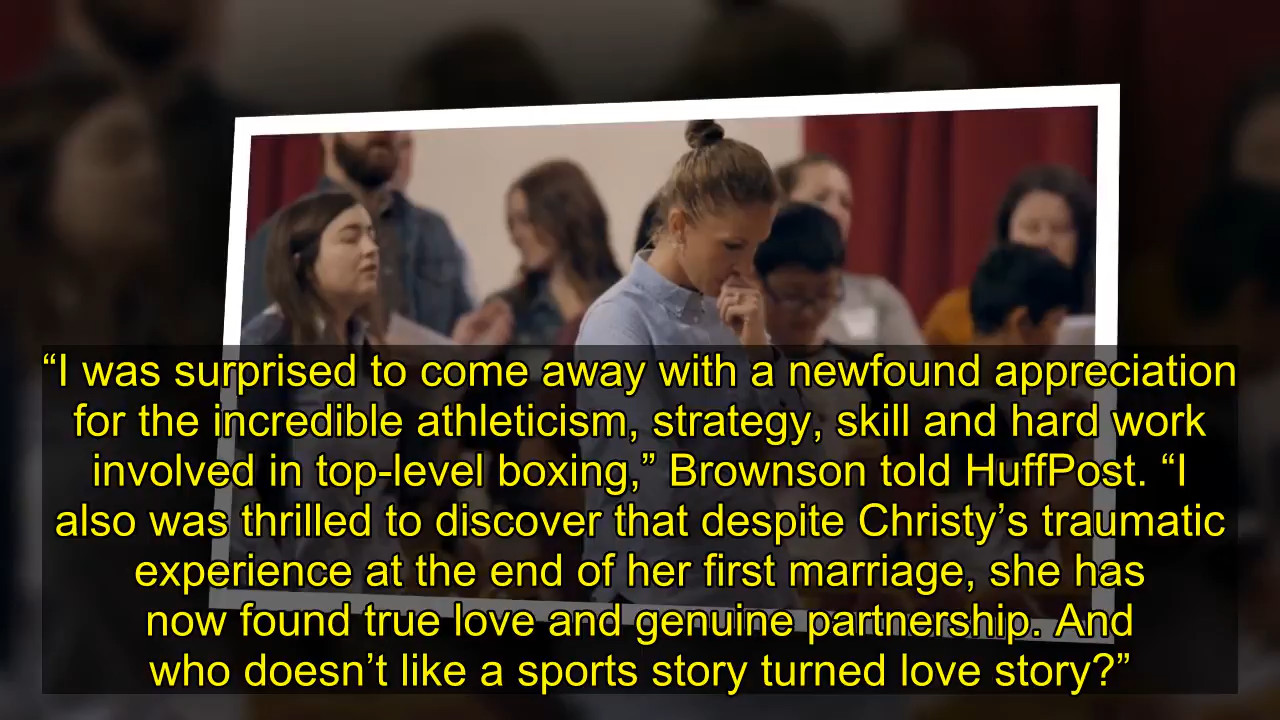 “I was surprised to come away with a newfound appreciation
for the incredible athleticism, strategy, skill and hard work
involved in top-level boxing,” Brownson told HuffPost. “I
also was thrilled to discover that despite Christy’s traumatic
experience at the end of her first marriage, she has
now found true love and genuine partnership. And
who doesn’t like a sports story turned love story?”